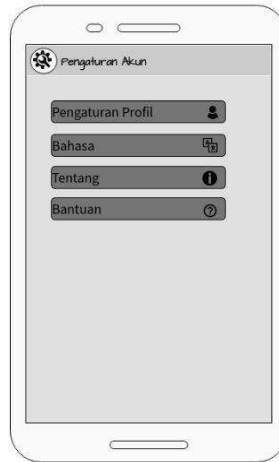 Pengaturan Akun
Pengaturan Profil
Bahasa
Tentang
Bantuan